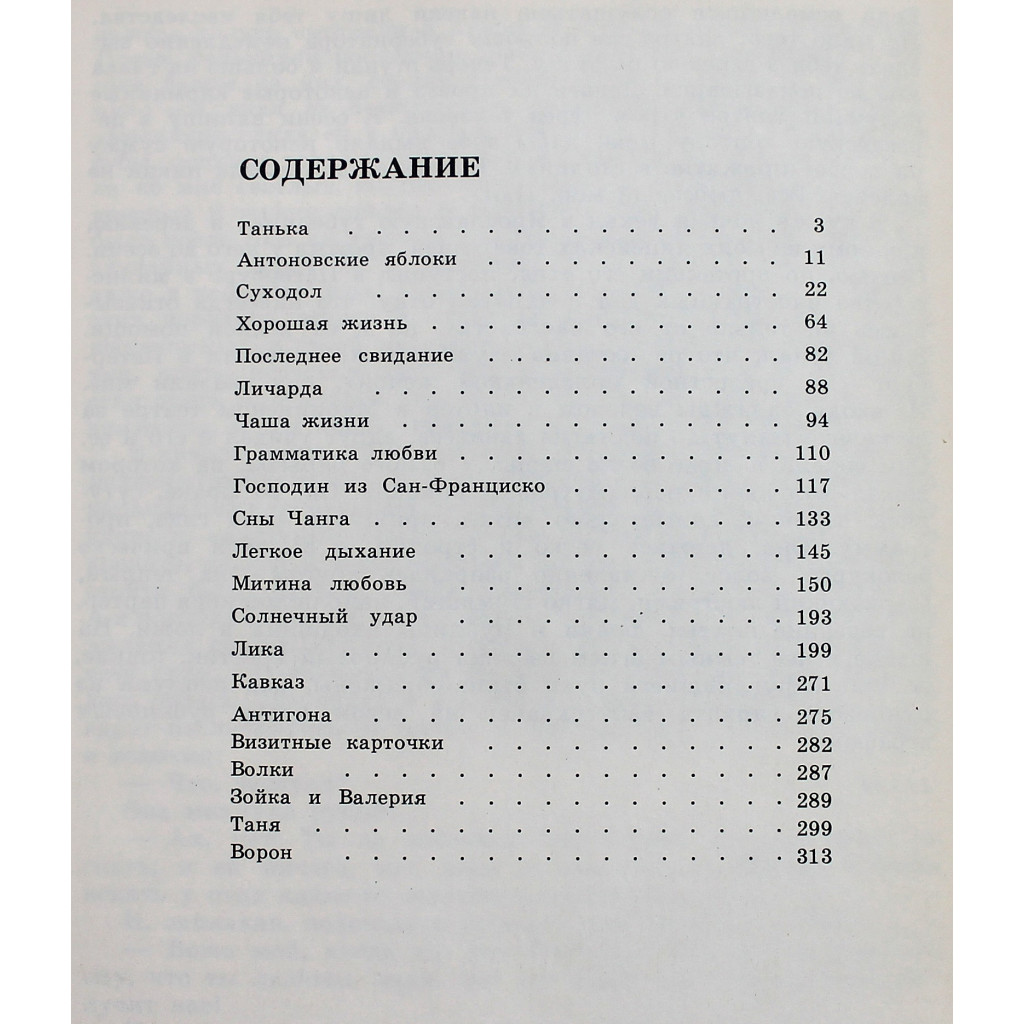 СОДЕРЖАНИЕ
Танька . . . . . . . . . . . . . . . . 3
Антоновские яблоки . . . . . . . . . . . 11
Суходол . . . . . . . . . . . . . . . 22
Хорошая жизнь . . . . . . . . . . . . . 64
Последнее свидание . . . . . . . . . . . 82
Личарда . . . . . . . . . . . . . . . 88
Чаша жизни . . . . . . . . . . . . . . 94
Грамматика любви . . . . . . . . . . . . 110
Господин из Сан-Франциско . . . . . . . . 117
Сны Чанга . . . . . . . . . . . . . . . 133
Легкое дыхание . . . . . . . . . . . . 145
Митина любовь . . . . . . . . . . . . 150
Солнечный удар . . . . . . . . . . . . . 193
Лика . . . . . . . . . . . . . . . . 199
Кавказ . . . . . . . . . . . . . . . . 271
Антигона . . . . . . . . . . . . . . . 275
Визитные карточки . . . . . . . . . . . 282
Волки . . . . . . . . . . . . . . . . 287
Зойка и Валерия . . . . . . . . . . . . 289
Таня . . . . . . . . . . . . . . . . . 299
Ворон . . . . . . . . . . . . . . . . 313